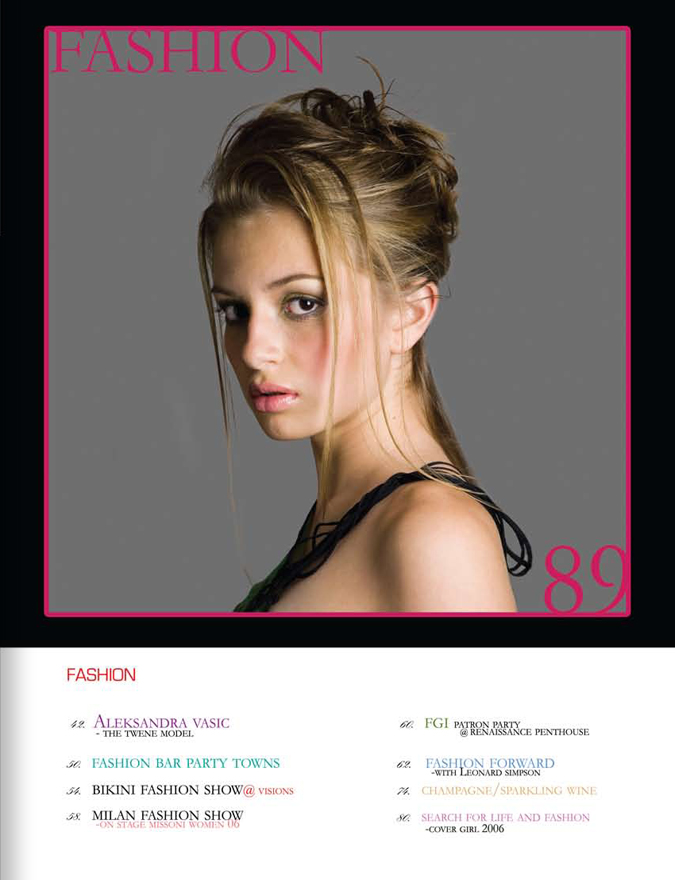 FASHION
89
FASHION
42. ALEKSANDRA VASIC
- THE TWENE MODEL
50. FASHION BAR PARTY TOWNS
54. BIKINI FASHION SHOW@ VISIONS
58. MILAN FASHION SHOW
-ON STAGE MISSONI WOMEN 06
60. FGI PATRON PARTY
@ RENAISSANCE PENTHOUSE
62. FASHION FORWARD
-WITH LEONARD SIMPSON
74. CHAMPAGNE/SPARKLING WINE
80. SEARCH FOR LIFE AND FASHION
-COVER GIRL 2006